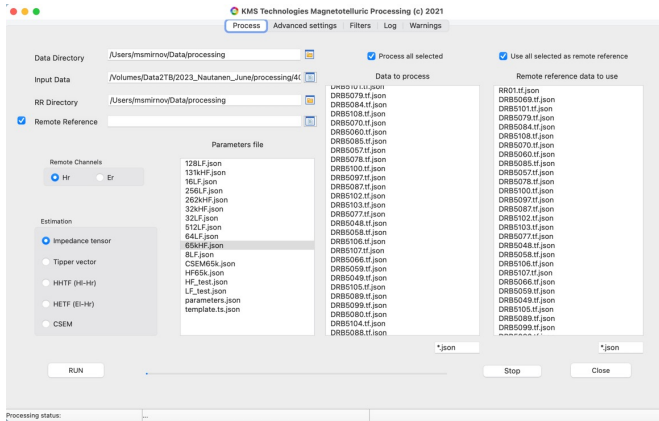 KMS Technologies Magnetotelluric Processing (c) 2021
Process Advanced settings Filters Log Warnings
Data Directory /Users/msmirnov/Data/processing
Process all selected
Use all selected as remote reference
Input Data /Volumes/Data2TB/2023_Nautanen_June/processing/4(
Data to process
Remote reference data to use
RR Directory /Users/msmirnov/Data/processing
Remote Reference
Parameters file
Remote Channels
Hr Er
Estimation
Impedance tensor
Tipper vector
HHTF (Hl-Hr)
HETF (El-Hr)
CSEM
128LF.json
131kHF.json
16LF.json
256LF.json
262kHF.json
32kHF.json
32LF.json
512LF.json
64LF.json
65kHF.json
8LF.json
CSEM65k.json
HF65k.json
HF_test.json
LF_test.json
parameters.json
template.ts.json
DRB5101.tf.json
DRB5079.tf.json
DRB5084.tf.json
DRB5108.tf.json
DRB5070.tf.json
DRB5060.tf.json
DRB5085.tf.json
DRB5057.tf.json
DRB5078.tf.json
DRB5100.tf.json
DRB5097.tf.json
DRB5087.tf.json
DRB5102.tf.json
DRB5103.tf.json
DRB5077.tf.json
DRB5048.tf.json
DRB5058.tf.json
DRB5106.tf.json
DRB5107.tf.json
DRB5066.tf.json
DRB5059.tf.json
DRB5049.tf.json
DRB5105.tf.json
DRB5089.tf.json
DRB5099.tf.json
DRB5080.tf.json
DRB5104.tf.json
DRB5088.tf.json
RR01.tf.json
DRB5069.tf.json
DRB5101.tf.json
DRB5079.tf.json
DRB5084.tf.json
DRB5108.tf.json
DRB5070.tf.json
DRB5060.tf.json
DRB5085.tf.json
DRB5057.tf.json
DRB5078.tf.json
DRB5100.tf.json
DRB5097.tf.json
DRB5087.tf.json
DRB5102.tf.json
DRB5103.tf.json
DRB5077.tf.json
DRB5048.tf.json
DRB5058.tf.json
DRB5106.tf.json
DRB5107.tf.json
DRB5066.tf.json
DRB5059.tf.json
DRB5049.tf.json
DRB5105.tf.json
DRB5089.tf.json
DRB5099.tf.json
*.json
*.json
RUN
Stop
Close
Processing status:
...